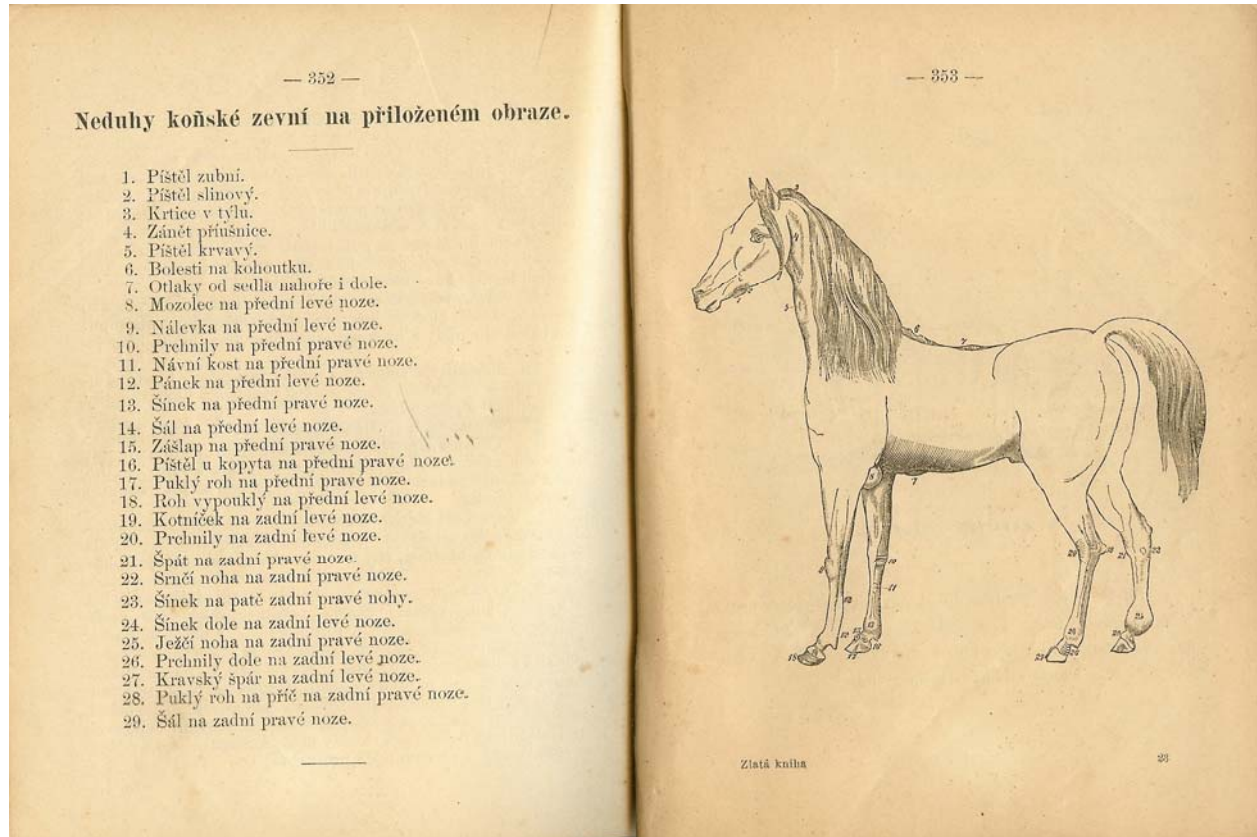 — 352 —
Neduhy koňské zevní na přiloženém obraze.
1. Píštěl zubní.
2. Píštěl slinový.
3. Krtice v týlu.
4. Zánět příušnice.
5. Píštěl krvavý.
6. Bolesti na kohoutku.
7. Otlaky od sedla nahoře i dole.
8. Mozolec na přední levé noze.
9. Nálevka na přední levé noze.
10. Prchnily na přední pravé noze.
11. Návní kost na přední pravé noze.
12. Pánek na přední levé noze.
13. Šínek na přední pravé noze.
14. Šál na přední levé noze.
15. Zášlap na přední pravé noze.
16. Píštěl u kopyta na přední pravé noze.
17. Puklý roh na přední pravé noze.
18. Roh vypouklý na přední levé noze.
19. Kotníček na zadní levé noze.
20. Prchnily na zadní levé noze.
21. Špát na zadní pravé noze.
22. Srnčí noha na zadní pravé noze.
23. Šínek na patě zadní pravé nohy.
24. Šínek dole na zadní levé noze.
25. Ježčí noha na zadní pravé noze.
26. Prchnily dole na zadní levé noze.
27. Kravský špár na zadní levé noze.
28. Puklý roh na příč na zadní pravé noze.
29. Šál na zadní pravé noze.
— 353 —
4
5
6
7
7
10
11
12
Zlatá kniha
23